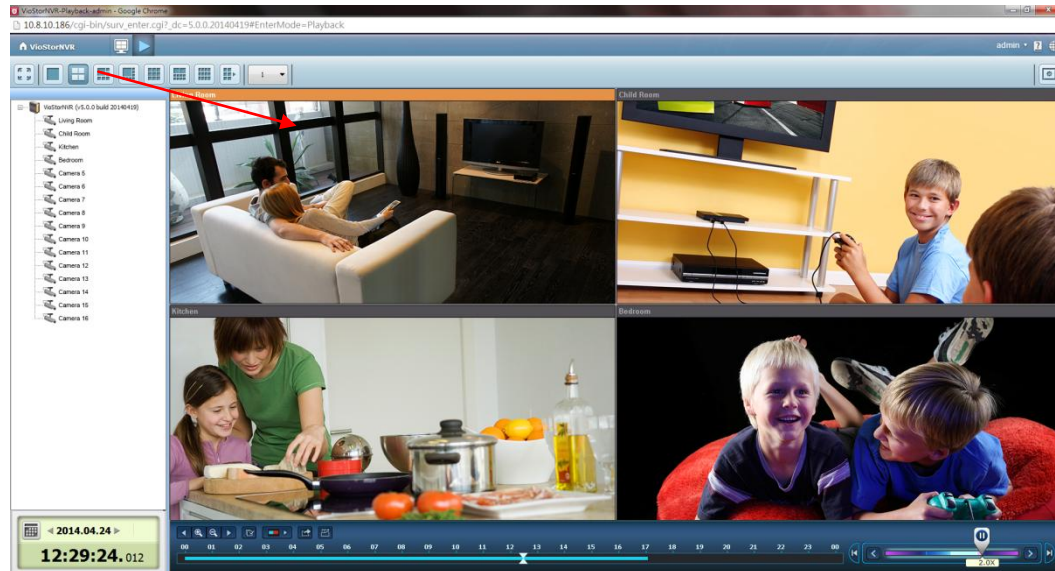 VioStorNVR-Playback-admin - Google Chrome
10.8.10.186/cgi-bin/surv_enter.cgi?_dc=5.0.0.20140419#EnterMode=Playback
VioStorNVR
admin
1
VioStorNVR (v5.0.0 build 20140419)
Living Room
Child Room
Kitchen
Bedroom
Camera 5
Camera 6
Camera 7
Camera 8
Camera 9
Camera 10
Camera 11
Camera 12
Camera 13
Camera 14
Camera 15
Camera 16
Living Room
Child Room
Kitchen
Bedroom
2014.04.24
12:29:24.012
00 01 02 03 04 05 06 07 08 09 10 11 12 13 14 15 16 17 18 19 20 21 22 23 00
2.0X